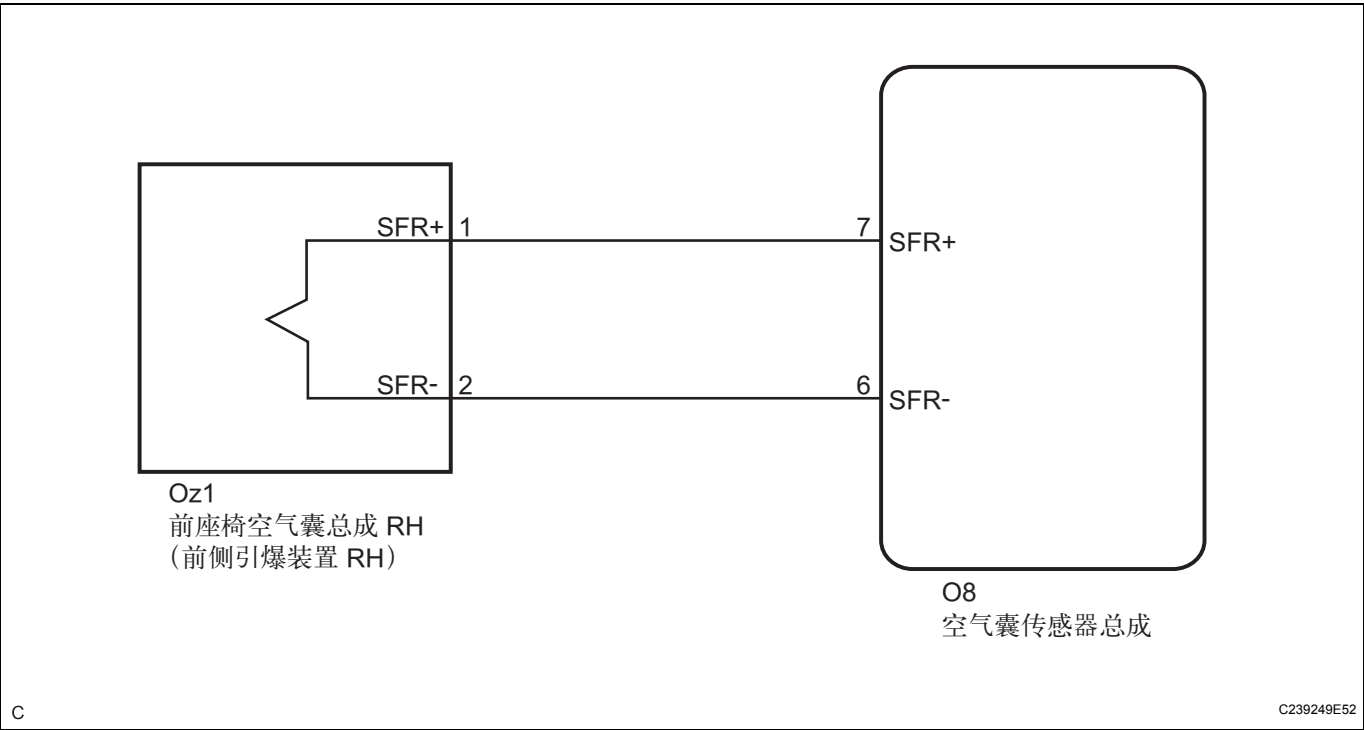 SFR+ 1
7 SFR+
SFR- 2
6 SFR-
Oz1
前座椅空气囊总成 RH
(前侧引爆装置 RH)
O8
空气囊传感器总成
C
C239249E52